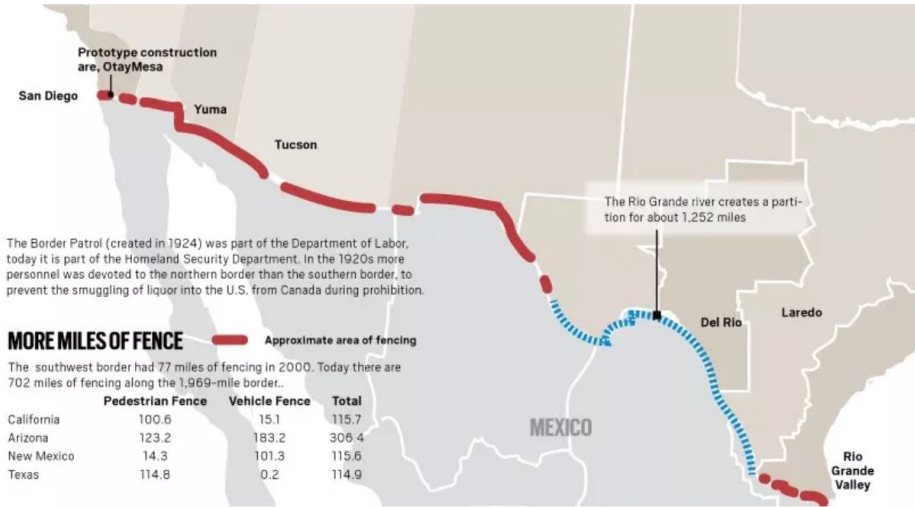 Prototype construction
are, OtayMesa
San Diego
Yuma
Tucson
The Rio Grande river creates a parti-
tion for about 1,252 miles
The Border Patrol (created in 1924) was part of the Department of Labor,
today it is part of the Homeland Security Department. In the 1920s more
personnel was devoted to the northern border than the southern border, to
prevent the smuggling of liquor into the U.S. from Canada during prohibition.
Del Rio
Laredo
MORE MILES OF FENCE
Approximate area of fencing
The southwest border had 77 miles of fencing in 2000. Today there are
702 miles of fencing along the 1,969-mile border..
Pedestrian Fence Vehicle Fence Total
California 100.6 15.1 115.7
Arizona 123.2 183.2 306.4
New Mexico 14.3 101.3 115.6
Texas 114.8 0.2 114.9
MEXICO
Rio
Grande
Valley